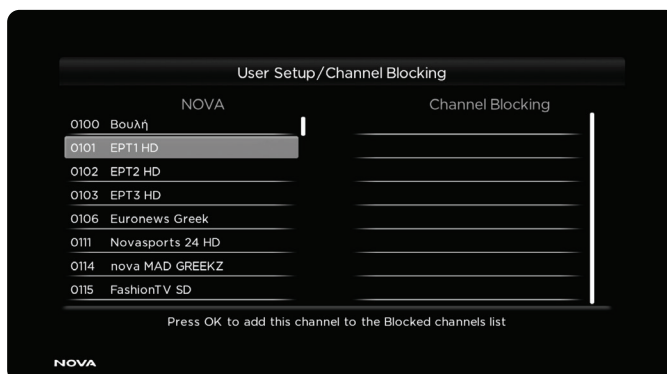 User Setup/Channel Blocking
NOVA
Channel Blocking
0100 Βουλή
0101 ΕΡΤ1 HD
0102 ΕΡΤ2 HD
0103 ΕΡΤ3 HD
0106 Euronews Greek
0111 Novasports 24 HD
0114 nova MAD GREEKZ
0115 FashionTV SD
Press OK to add this channel to the Blocked channels list
NOVA